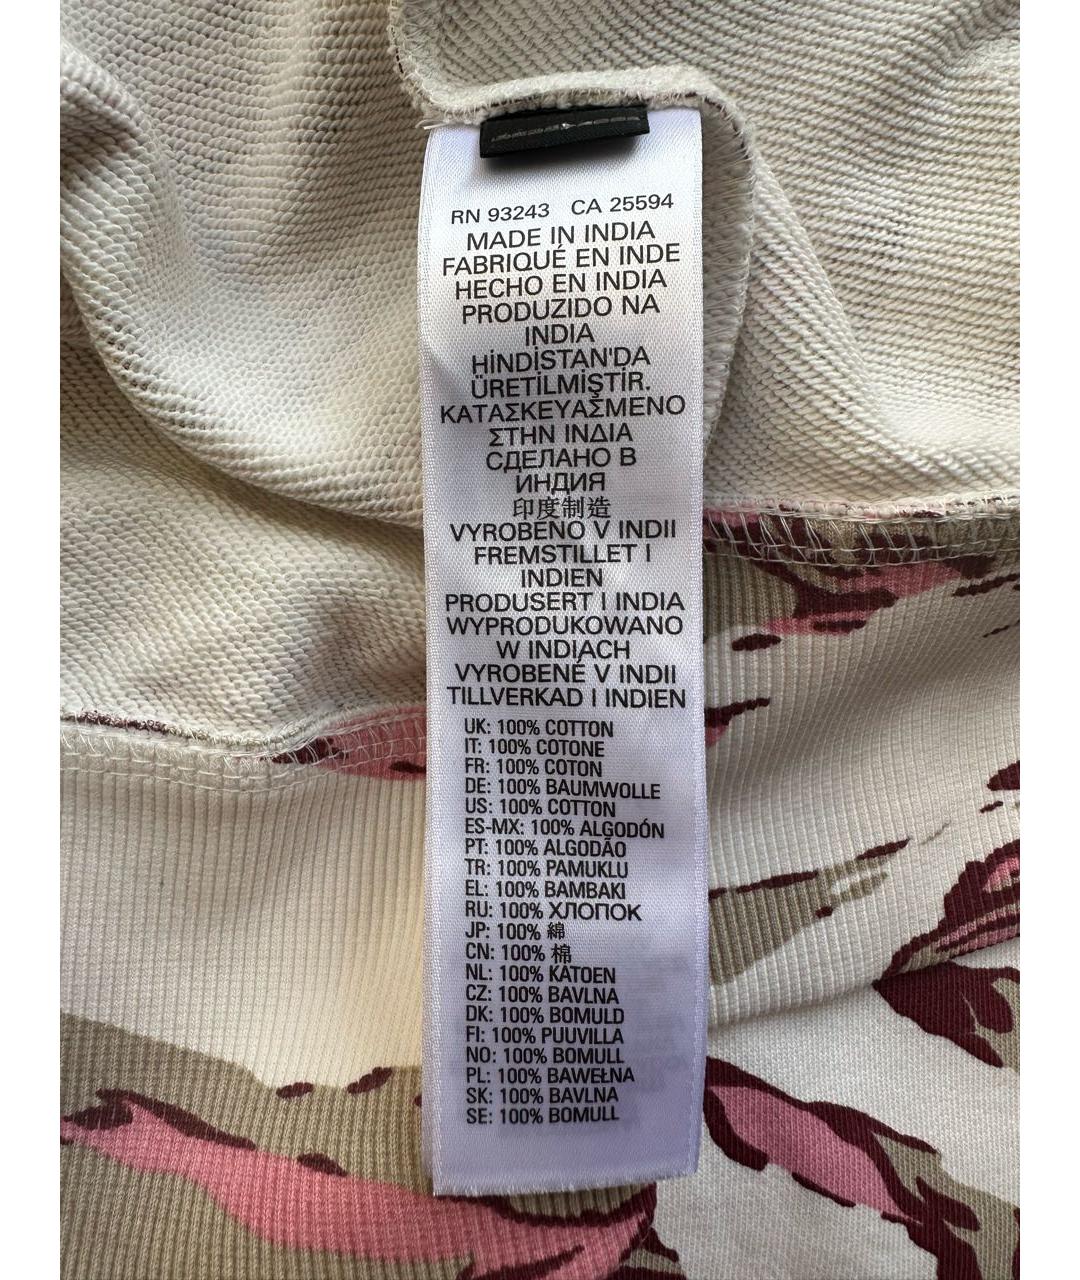 RN 93243 CA 25594
MADE IN INDIA
FABRIQUÉ EN INDE
HECHO EN INDIA
PRODUZIDO NA
INDIA
HİNDİSTAN'DA
ÜRETİLMİŞTİR.
ΚΑΤΑΣΚΕΥΑΣΜΕΝΟ
ΣΤΗΝ ΙΝΔΙΑ
СДЕЛАНО В
ИНДИЯ
印度制造
VYROBENO V INDII
FREMSTILLET I
INDIEN
PRODUSERT I INDIA
WYPRODUKOWANO
W INDIACH
VYROBENÉ V INDII
TILLVERKAD I INDIEN
UK: 100% COTTON
IT: 100% COTONE
FR: 100% COTON
DE: 100% BAUMWOLLE
US: 100% COTTON
ES-MX: 100% ALGODÓN
PT: 100% ALGODÃO
TR: 100% PAMUKLU
EL: 100% ΒΑΜΒΑΚΙ
RU: 100% ХЛОПОК
JP: 100% 綿
CN: 100% 棉
NL: 100% KATOEN
CZ: 100% BAVLNA
DK: 100% BOMULD
FI: 100% PUUVILLA
NO: 100% BOMULL
PL: 100% BAWEŁNA
SK: 100% BAVLNA
SE: 100% BOMULL